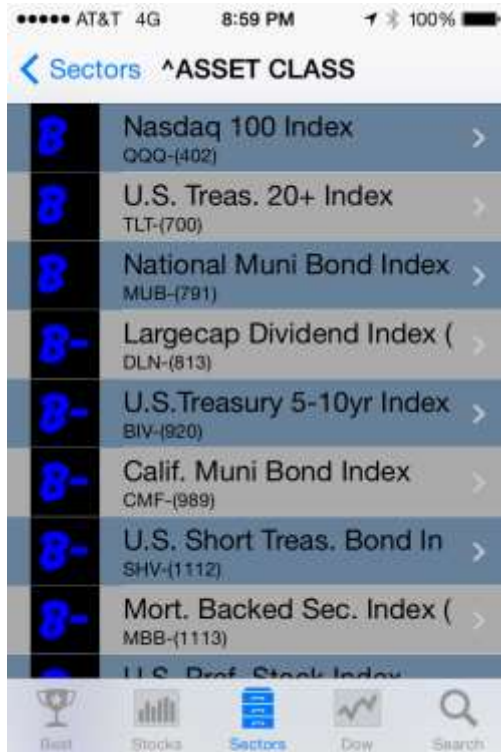 AT&T 4G 8:59 PM 100%
Sectors ^ASSET CLASS
B Nasdaq 100 Index
QQQ-(402)
B U.S. Treas. 20+ Index
TLT-(700)
B National Muni Bond Index
MUB-(791)
B- Largecap Dividend Index (
DLN-(813)
B- U.S.Treasury 5-10yr Index
BIV-(920)
B- Calif. Muni Bond Index
CMF-(989)
B- U.S. Short Treas. Bond In
SHV-(1112)
B- Mort. Backed Sec. Index (
MBB-(1113)
U.S. Pref. Stock Index
Best Stocks Sectors Dow Search